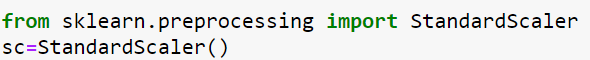 from sklearn.preprocessing import StandardScaler
sc=StandardScaler()